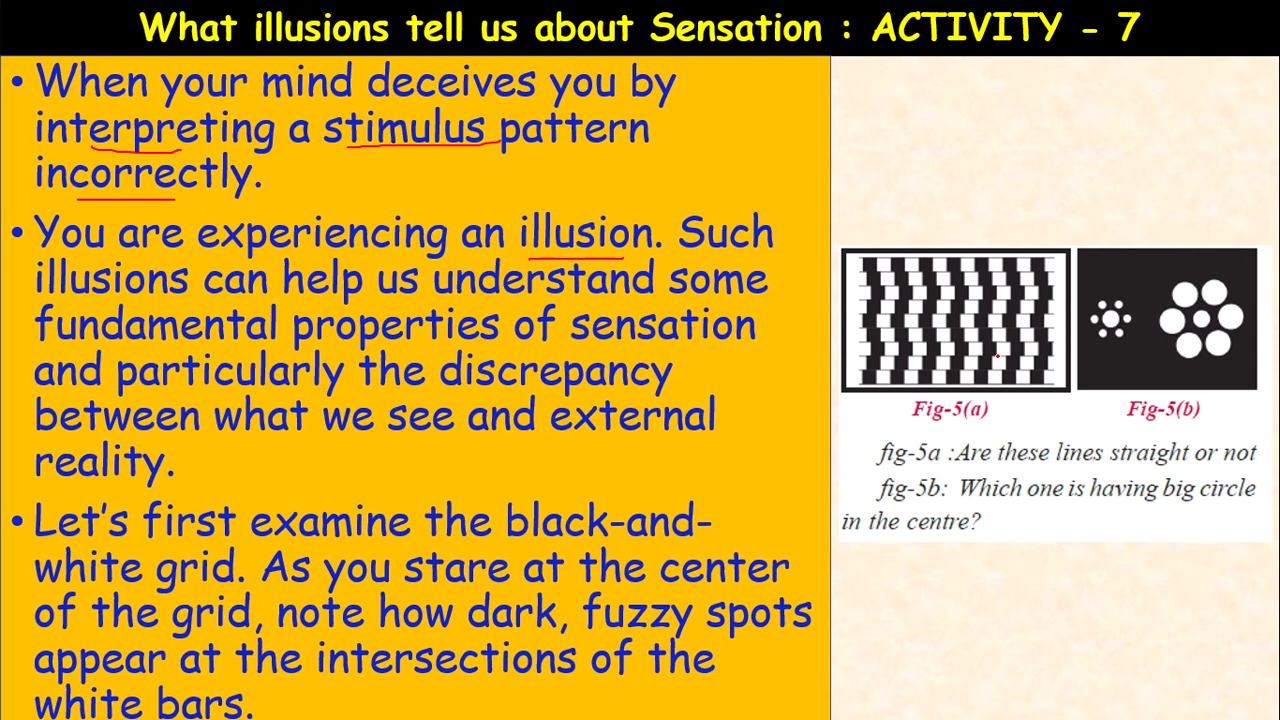 What illusions tell us about Sensation : ACTIVITY - 7
• When your mind deceives you by
interpreting a stimulus pattern
incorrectly.
• You are experiencing an illusion. Such
illusions can help us understand some
fundamental properties of sensation
and particularly the discrepancy
between what we see and external
reality.
• Let's first examine the black-and-
white grid. As you stare at the center
of the grid, note how dark, fuzzy spots
appear at the intersections of the
white bars.
Fig-5(a)
Fig-5(b)
fig-5a :Are these lines straight or not
fig-5b: Which one is having big circle
in the centre?